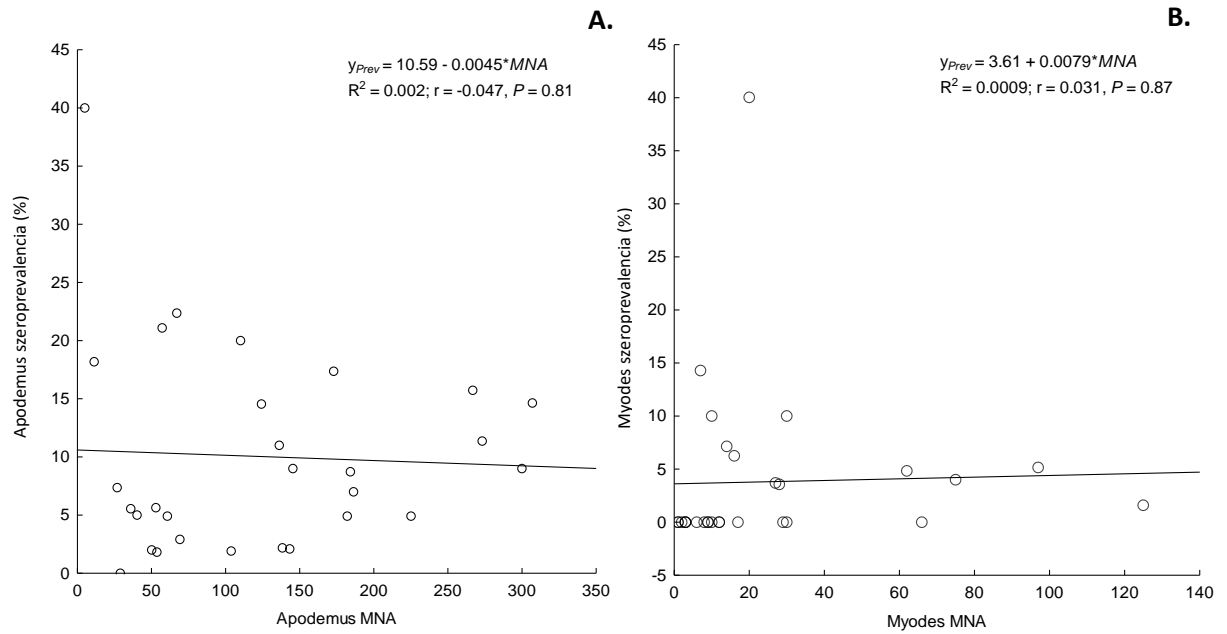 A.
y_Prev = 10.59 - 0.0045*MNA
R² = 0.002; r = -0.047, P = 0.81
45
40
35
30
25
20
15
10
5
0
Apodemus szeroprevalencia (%)
0 50 100 150 200 250 300 350
Apodemus MNA
B.
y_Prev = 3.61 + 0.0079*MNA
R² = 0.0009; r = 0.031, P = 0.87
45
40
35
30
25
20
15
10
5
0
-5
Myodes szeroprevalencia (%)
0 20 40 60 80 100 120 140
Myodes MNA